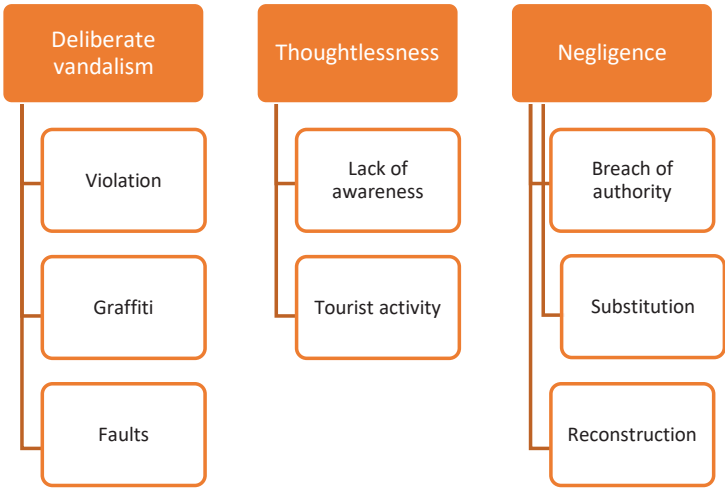 Deliberate
vandalism
Violation
Graffiti
Faults
Thoughtlessness
Lack of
awareness
Tourist activity
Negligence
Breach of
authority
Substitution
Reconstruction